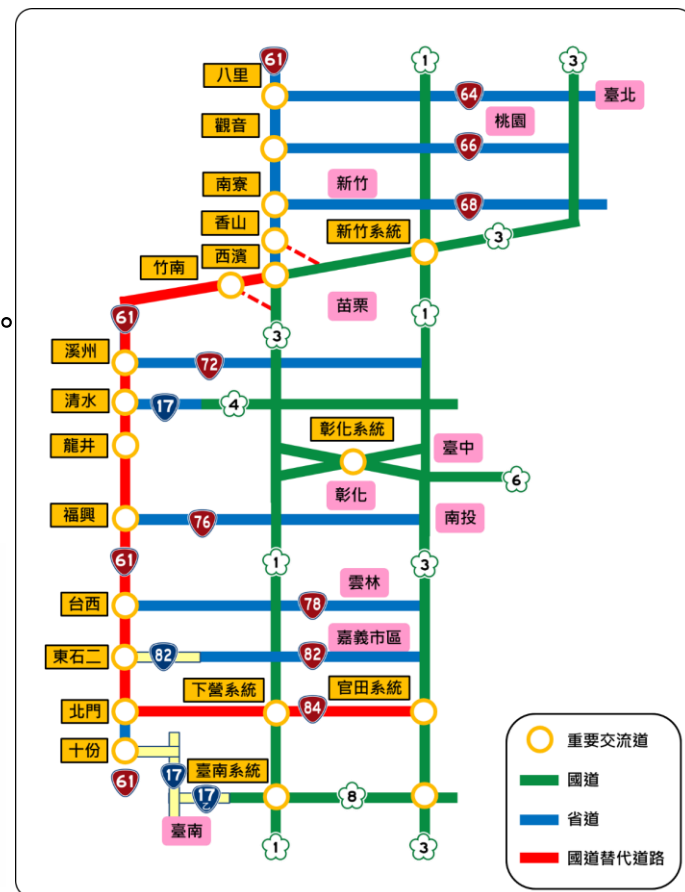 61
1
3
八里
64
臺北
桃園
觀音
66
南寮
新竹
68
香山
新竹系統
3
西濱
竹南
苗栗
61
1
3
溪州
72
清水
17
4
彰化系統
龍井
臺中
6
彰化
福興
76
南投
61
1
3
雲林
台西
78
嘉義市區
東石二
82
82
下營系統
官田系統
北門
84
十份
61
17
臺南系統
17
乙
8
臺南
1
3
重要交流道
國道
省道
國道替代道路